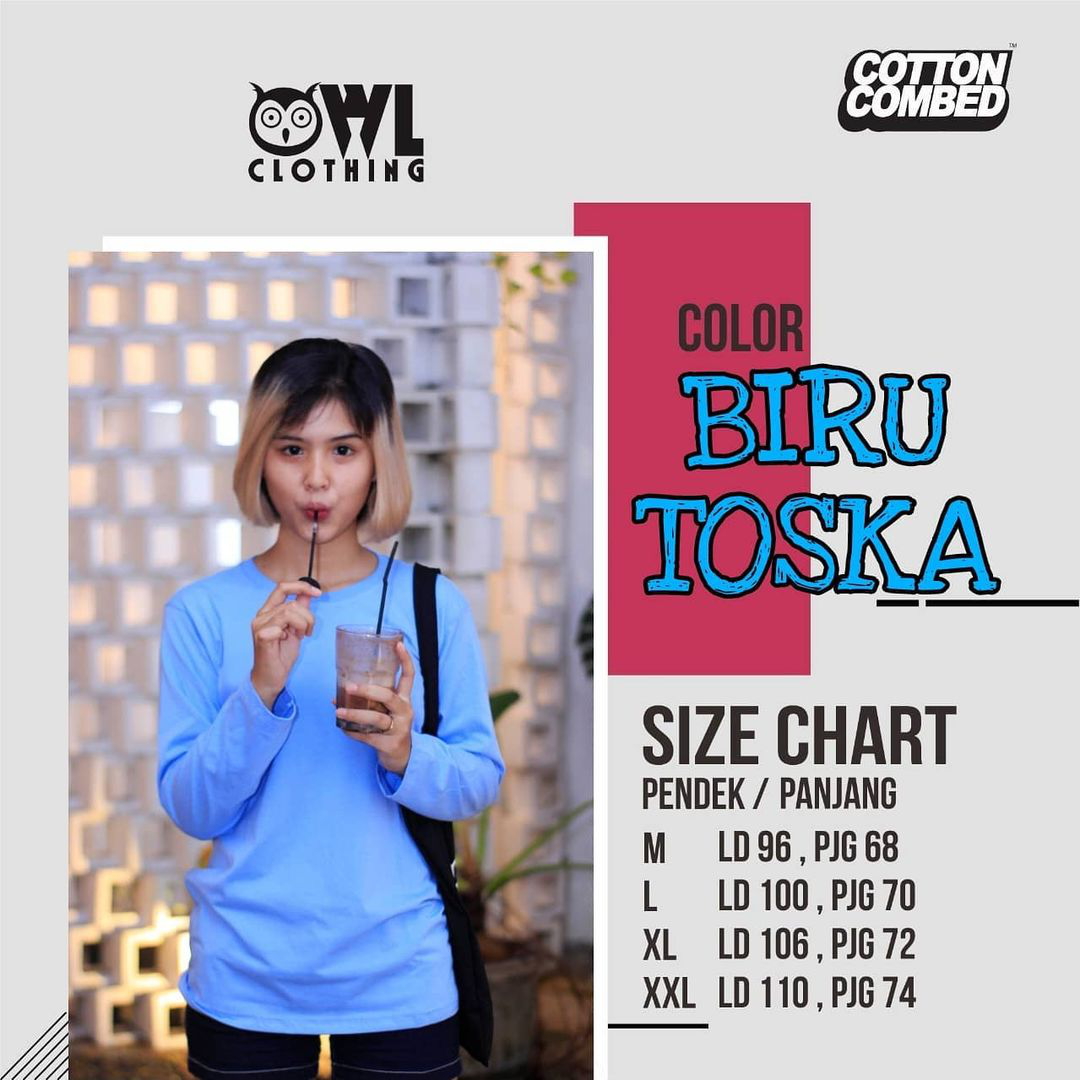 OWL
CLOTHING
COTTON
COMBED
TM
COLOR
BIRU
TOSKA
SIZE CHART
PENDEK / PANJANG
M LD 96 , PJG 68
L LD 100 , PJG 70
XL LD 106 , PJG 72
XXL LD 110 , PJG 74